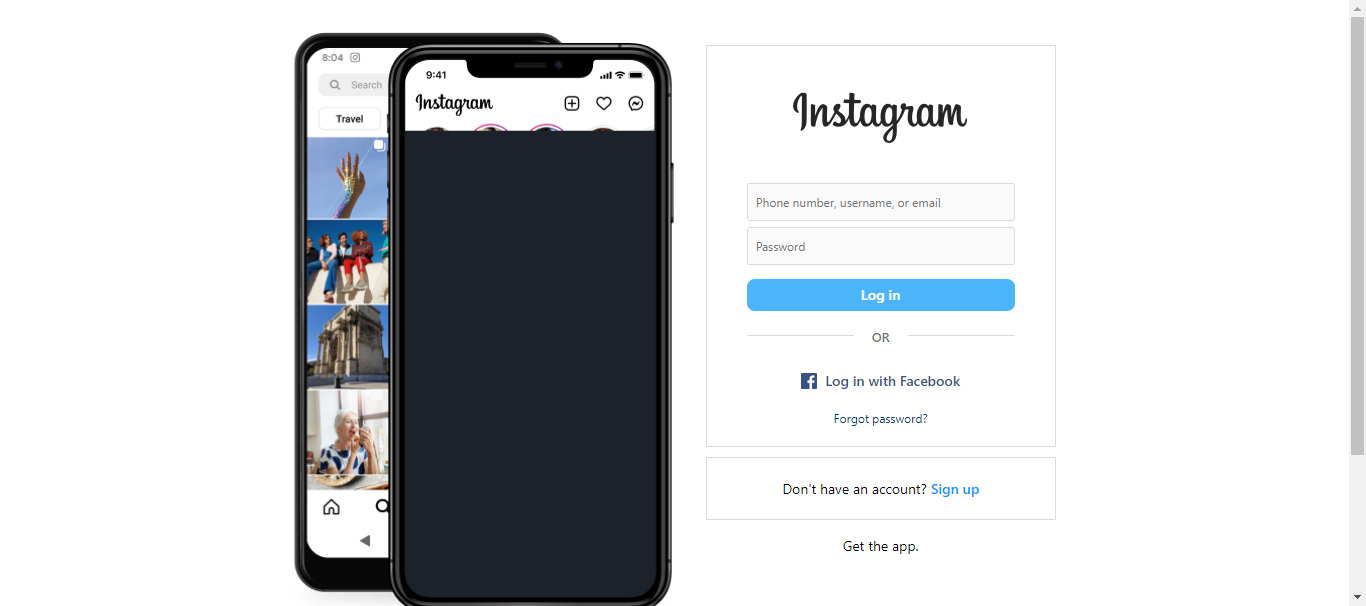 8:04
Search
Travel
9:41
Instagram
Instagram
Phone number, username, or email
Password
Log in
OR
Log in with Facebook
Forgot password?
Don't have an account? Sign up
Get the app.